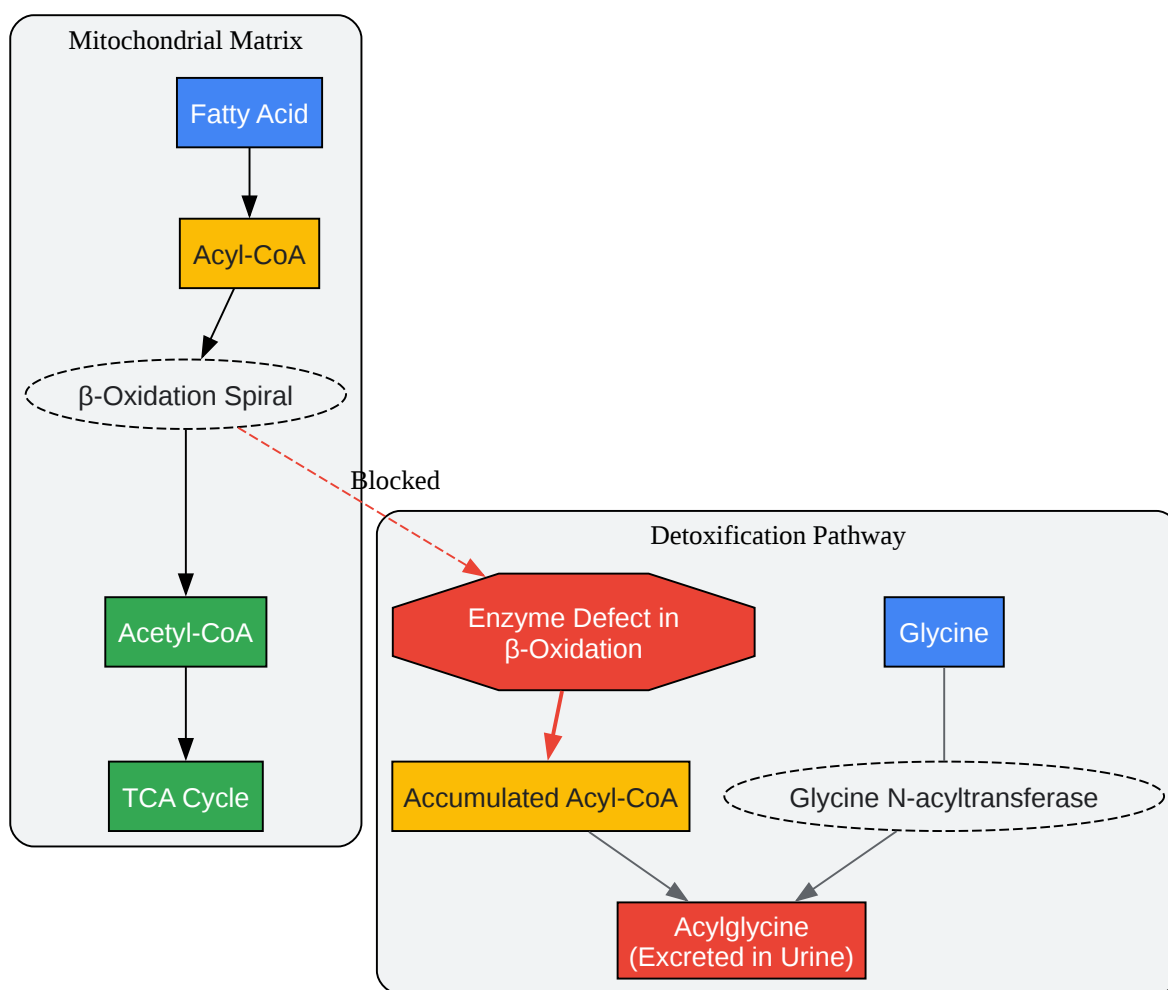 Mitochondrial Matrix
Fatty Acid
Acyl-CoA
β-Oxidation Spiral
Blocked
Acetyl-CoA
TCA Cycle
Detoxification Pathway
Enzyme Defect in
β-Oxidation
Glycine
Accumulated Acyl-CoA
Glycine N-acyltransferase
Acylglycine
(Excreted in Urine)